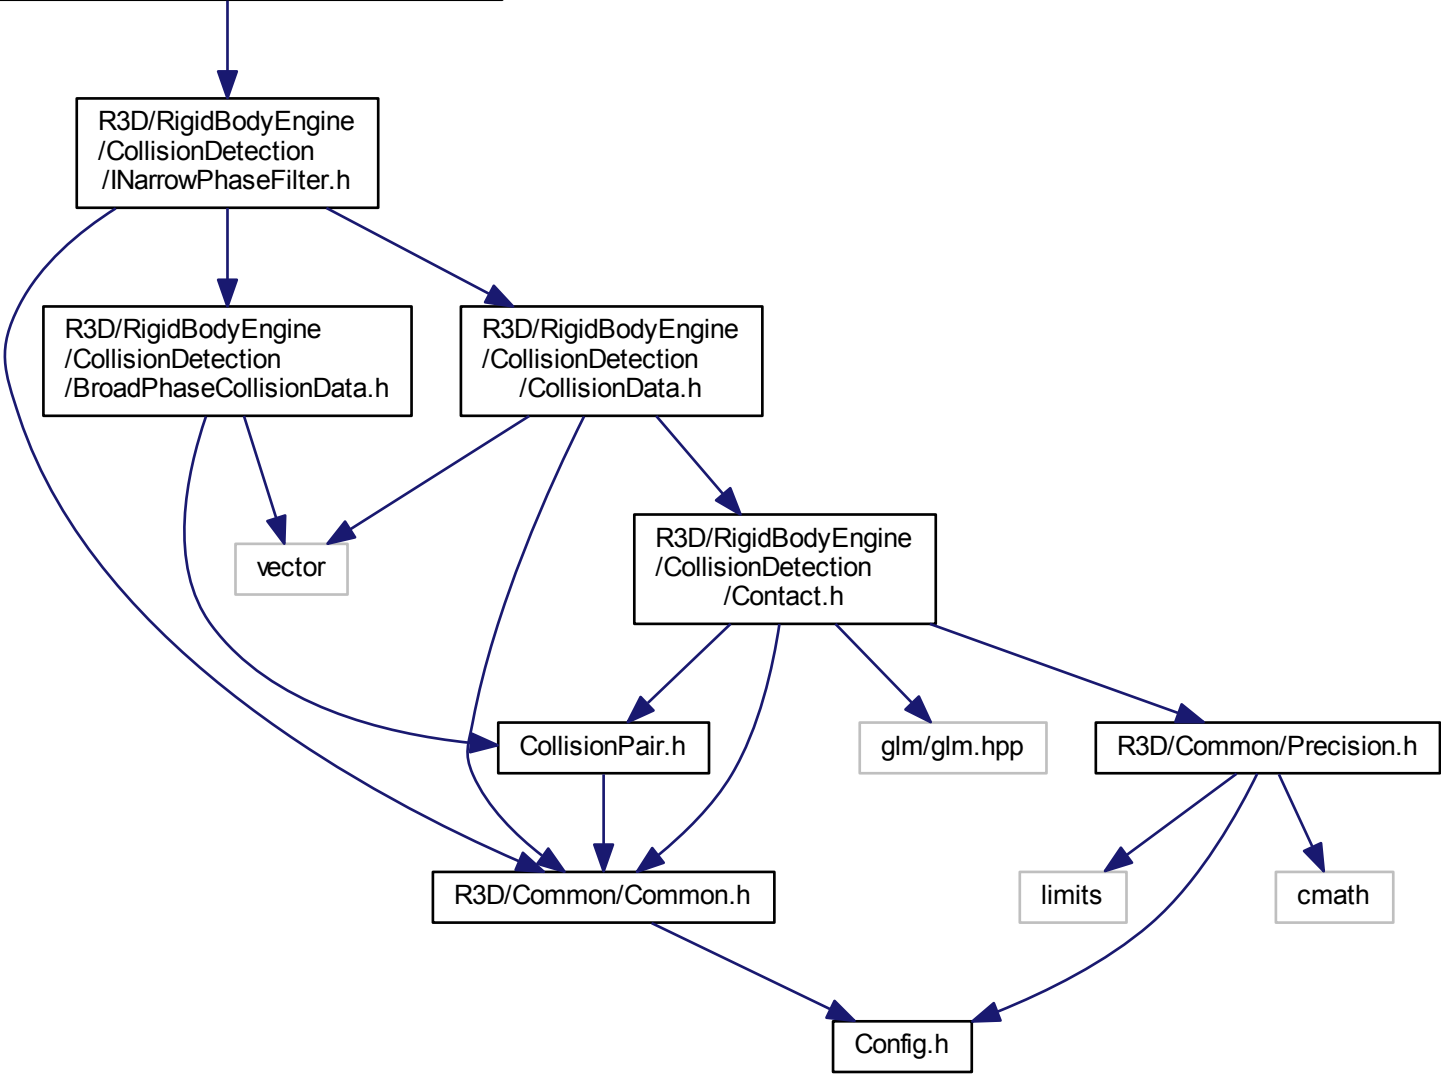 R3D/RigidBodyEngine
/CollisionDetection
/INarrowPhaseFilter.h
R3D/RigidBodyEngine
/CollisionDetection
/BroadPhaseCollisionData.h
R3D/RigidBodyEngine
/CollisionDetection
/CollisionData.h
vector
R3D/RigidBodyEngine
/CollisionDetection
/Contact.h
CollisionPair.h
glm/glm.hpp
R3D/Common/Precision.h
R3D/Common/Common.h
limits
cmath
Config.h